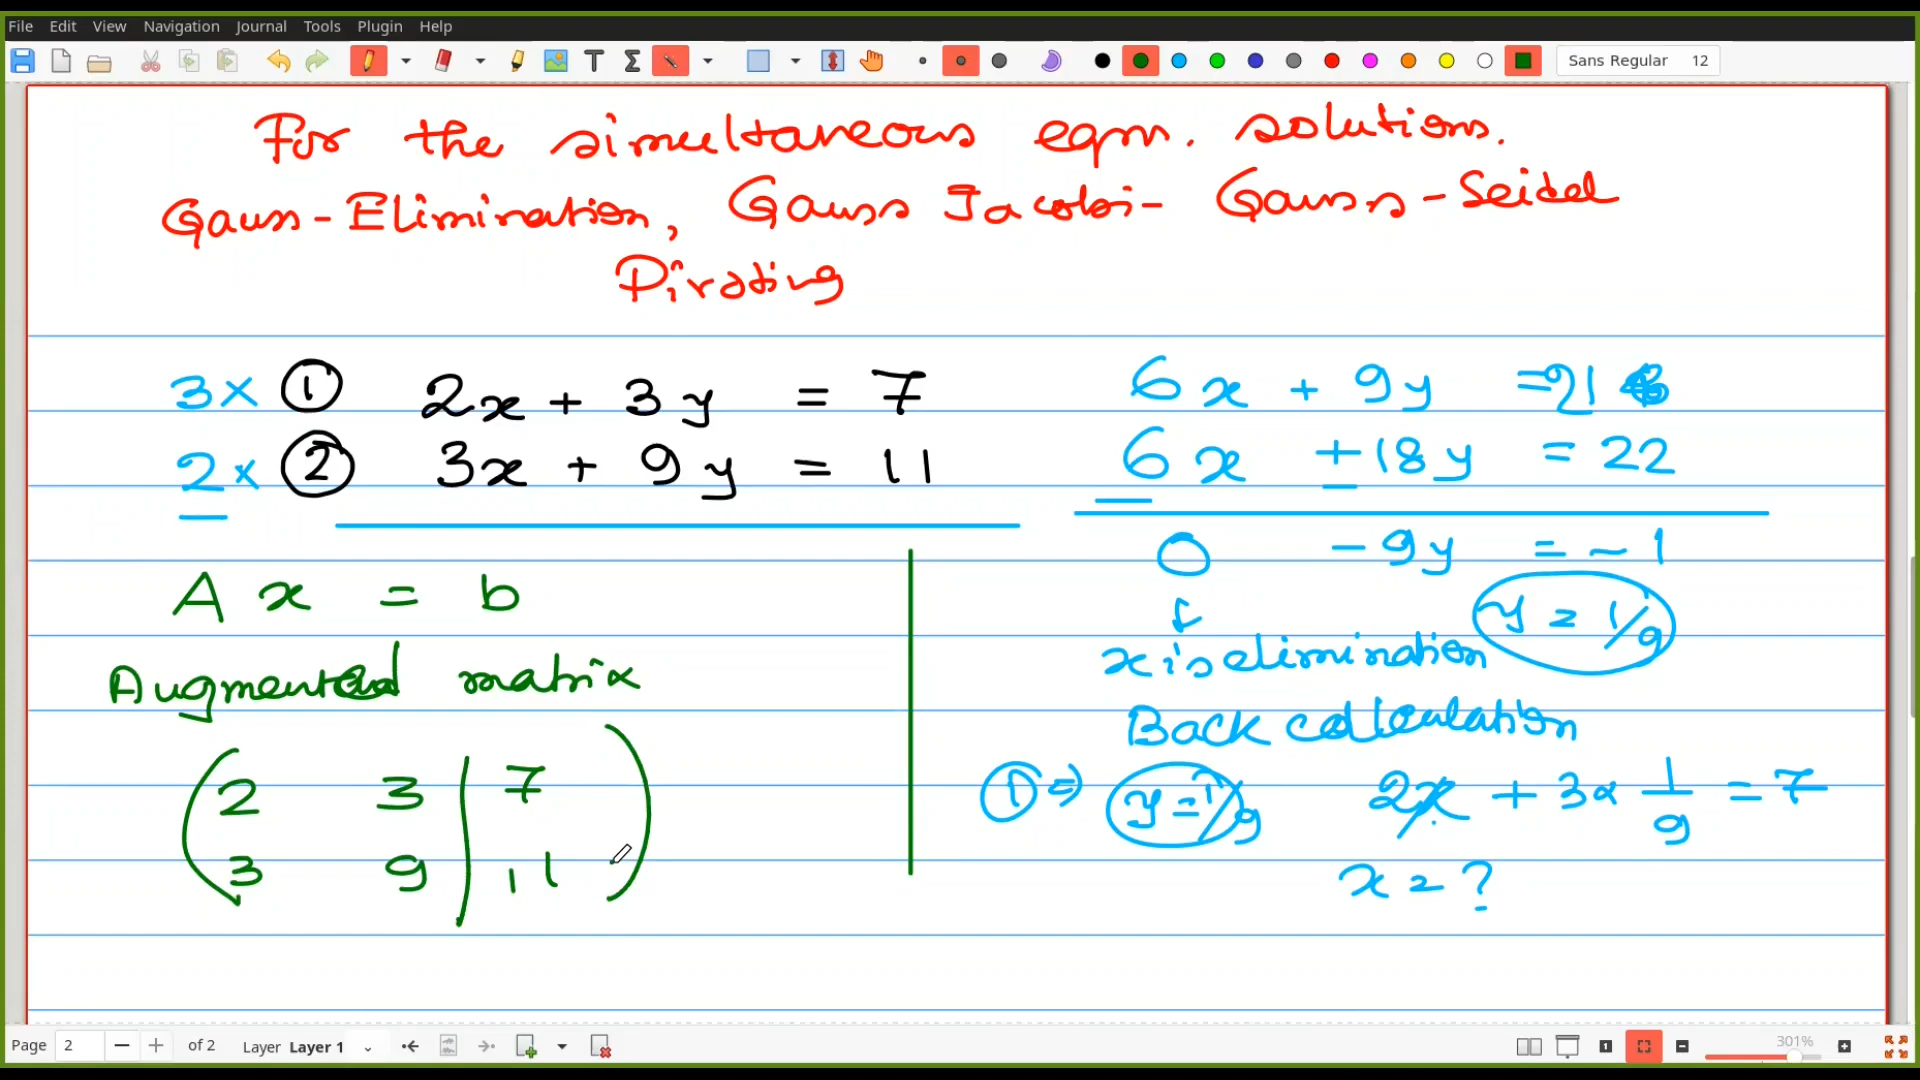 File Edit View Navigation Journal Tools Plugin Help
Sans Regular 12
For the simultaneous eqn. solutions.
Gauss-Elimination, Gauss Jacobi- Gauss-Seidel
Pivoting
3× ① 2x + 3y = 7
2× ② 3x + 9y = 11
6x + 9y = 21
6x + 18y = 22
0 - 9y = -1
y = 1/9
x is elimination
Back calculation
① ⇒ y = 1/9 2x + 3 × 1/9 = 7
x = ?
A x = b
Augmented matrix
2 3 | 7
3 9 | 11
Page 2 of 2 Layer Layer 1 301%